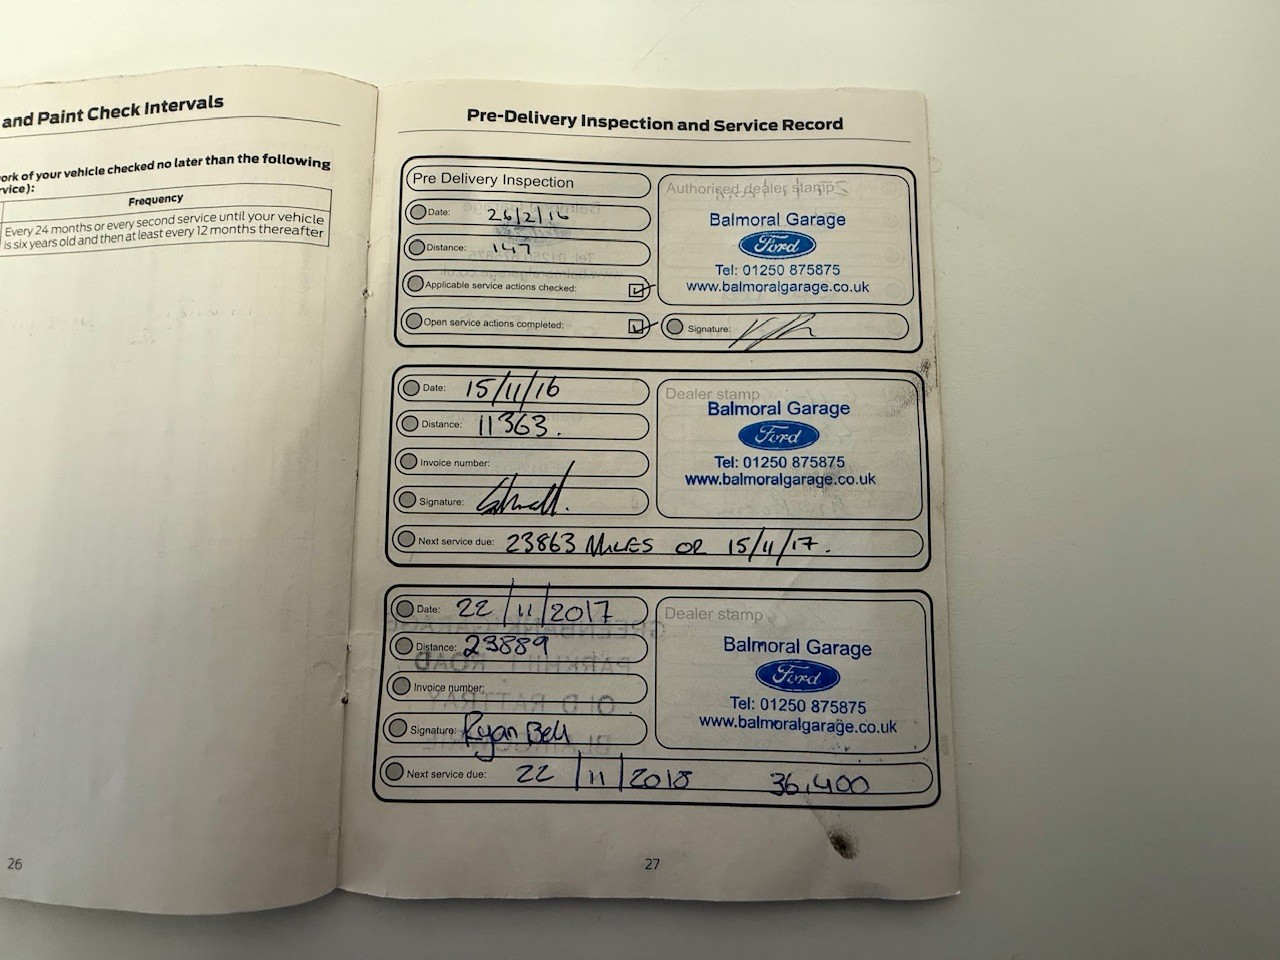 and Paint Check Intervals
ork of your vehicle checked no later than the following
rvice):
Frequency
Every 24 months or every second service until your vehicle
is six years old and then at least every 12 months thereafter
26
Pre-Delivery Inspection and Service Record
Pre Delivery Inspection
Date: 26/2/16
Distance: 147
Applicable service actions checked:
Open service actions completed:
Authorised dealer stamp
Balmoral Garage
Ford
Tel: 01250 875875
www.balmoralgarage.co.uk
Signature:
Date: 15/11/16
Distance: 11363.
Invoice number:
Signature:
Next service due: 23863 MILES OR 15/11/17.
Dealer stamp
Balmoral Garage
Ford
Tel: 01250 875875
www.balmoralgarage.co.uk
Date: 22/11/2017
Distance: 23889
Invoice number:
Signature: Ryan Bell
Next service due: 22/11/2018 36,400
Dealer stamp
Balmoral Garage
Ford
Tel: 01250 875875
www.balmoralgarage.co.uk
27